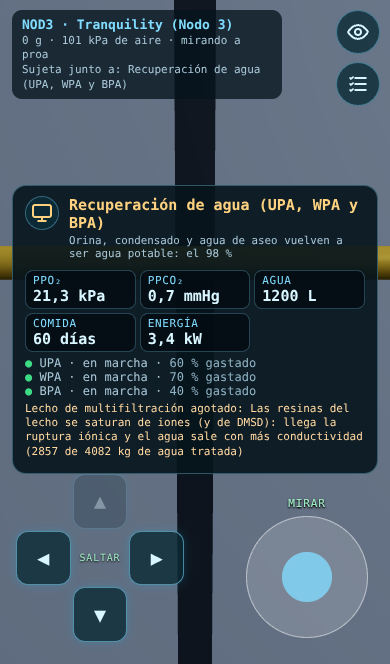 NOD3 · Tranquility (Nodo 3)
0 g · 101 kPa de aire · mirando a
proa
Sujeta junto a: Recuperación de agua
(UPA, WPA y BPA)
Recuperación de agua (UPA, WPA y
BPA)
Orina, condensado y agua de aseo vuelven a
ser agua potable: el 98 %
PPO₂
21,3 kPa
PPCO₂
0,7 mmHg
AGUA
1200 L
COMIDA
60 días
ENERGÍA
3,4 kW
UPA · en marcha · 60 % gastado
WPA · en marcha · 70 % gastado
BPA · en marcha · 40 % gastado
Lecho de multifiltración agotado: Las resinas del
lecho se saturan de iones (y de DMSD): llega la
ruptura iónica y el agua sale con más conductividad
(2857 de 4082 kg de agua tratada)
MIRAR
SALTAR